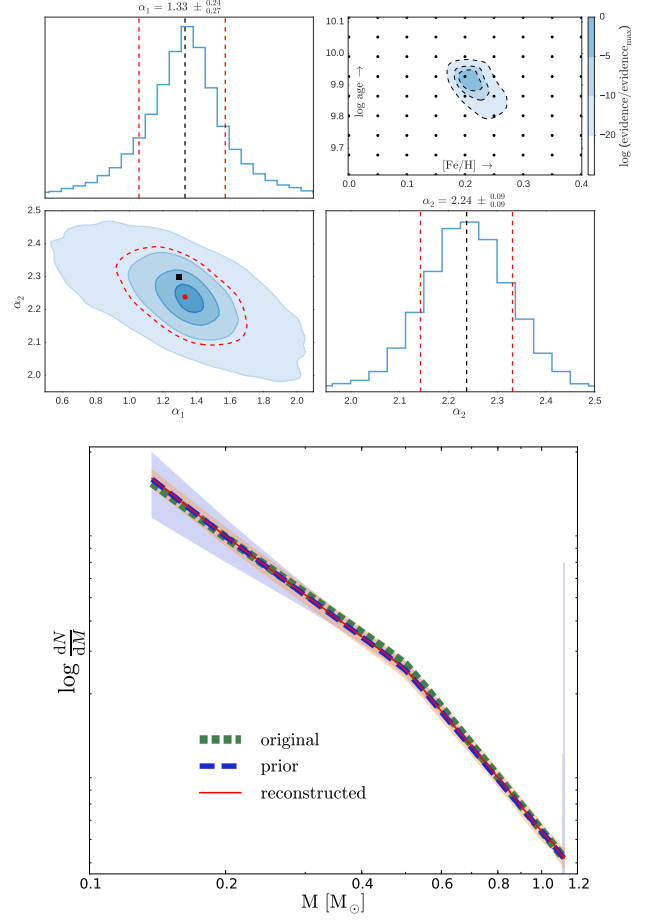 α₁ = 1.33 ± 0.24 0.27
10.1
10.0
9.9
9.8
9.7
log age →
[Fe/H] →
0.0 0.1 0.2 0.3 0.4
0
−5
−10
−20
log (evidence/evidence_max)
α₂ = 2.24 ± 0.09 0.09
2.5
2.4
2.3
2.2
2.1
2.0
α₂
0.6 0.8 1.0 1.2 1.4 1.6 1.8 2.0
α₁
2.0 2.1 2.2 2.3 2.4 2.5
α₂
log dN/dM
original
prior
reconstructed
0.1 0.2 0.4 0.6 0.8 1.0 1.2
M [M☉]